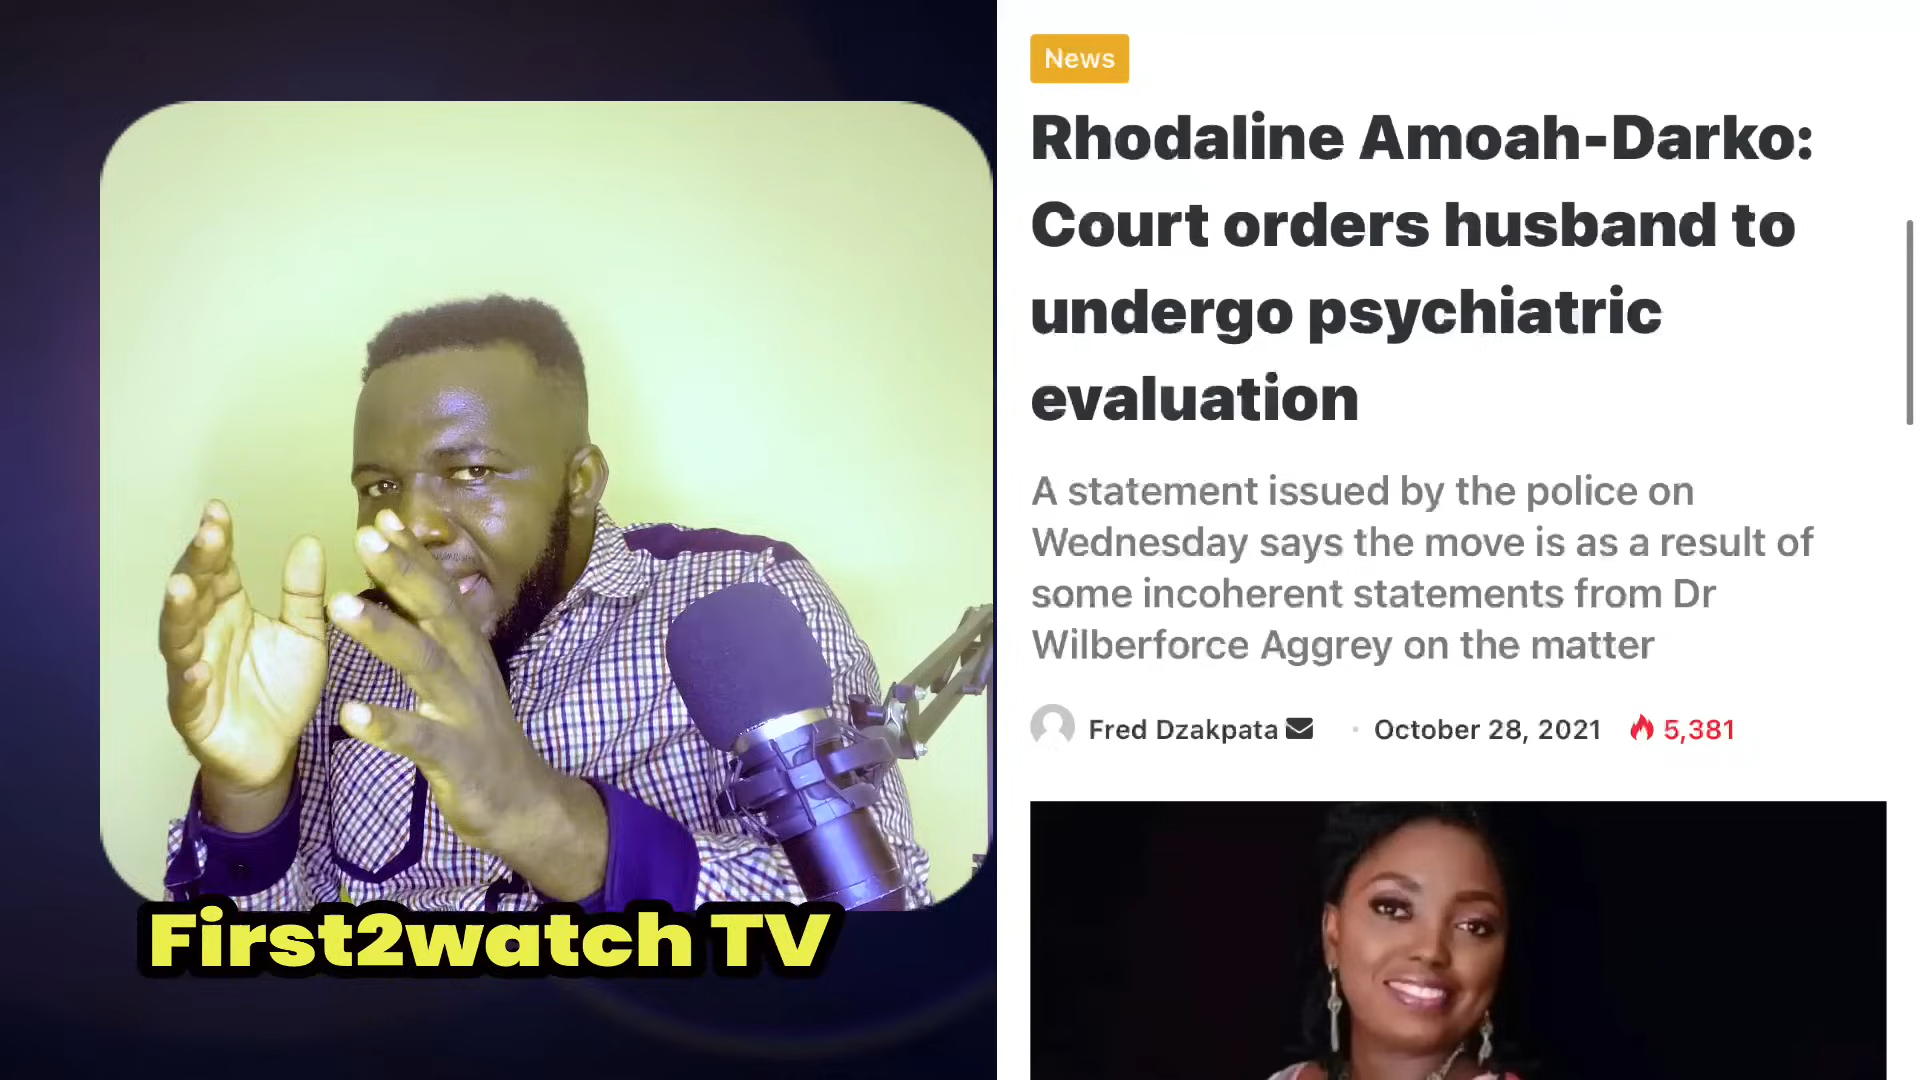 News
Rhodaline Amoah-Darko:
Court orders husband to
undergo psychiatric
evaluation
A statement issued by the police on
Wednesday says the move is as a result of
some incoherent statements from Dr
Wilberforce Aggrey on the matter
Fred Dzakpata
October 28, 2021
5,381
First2watch TV